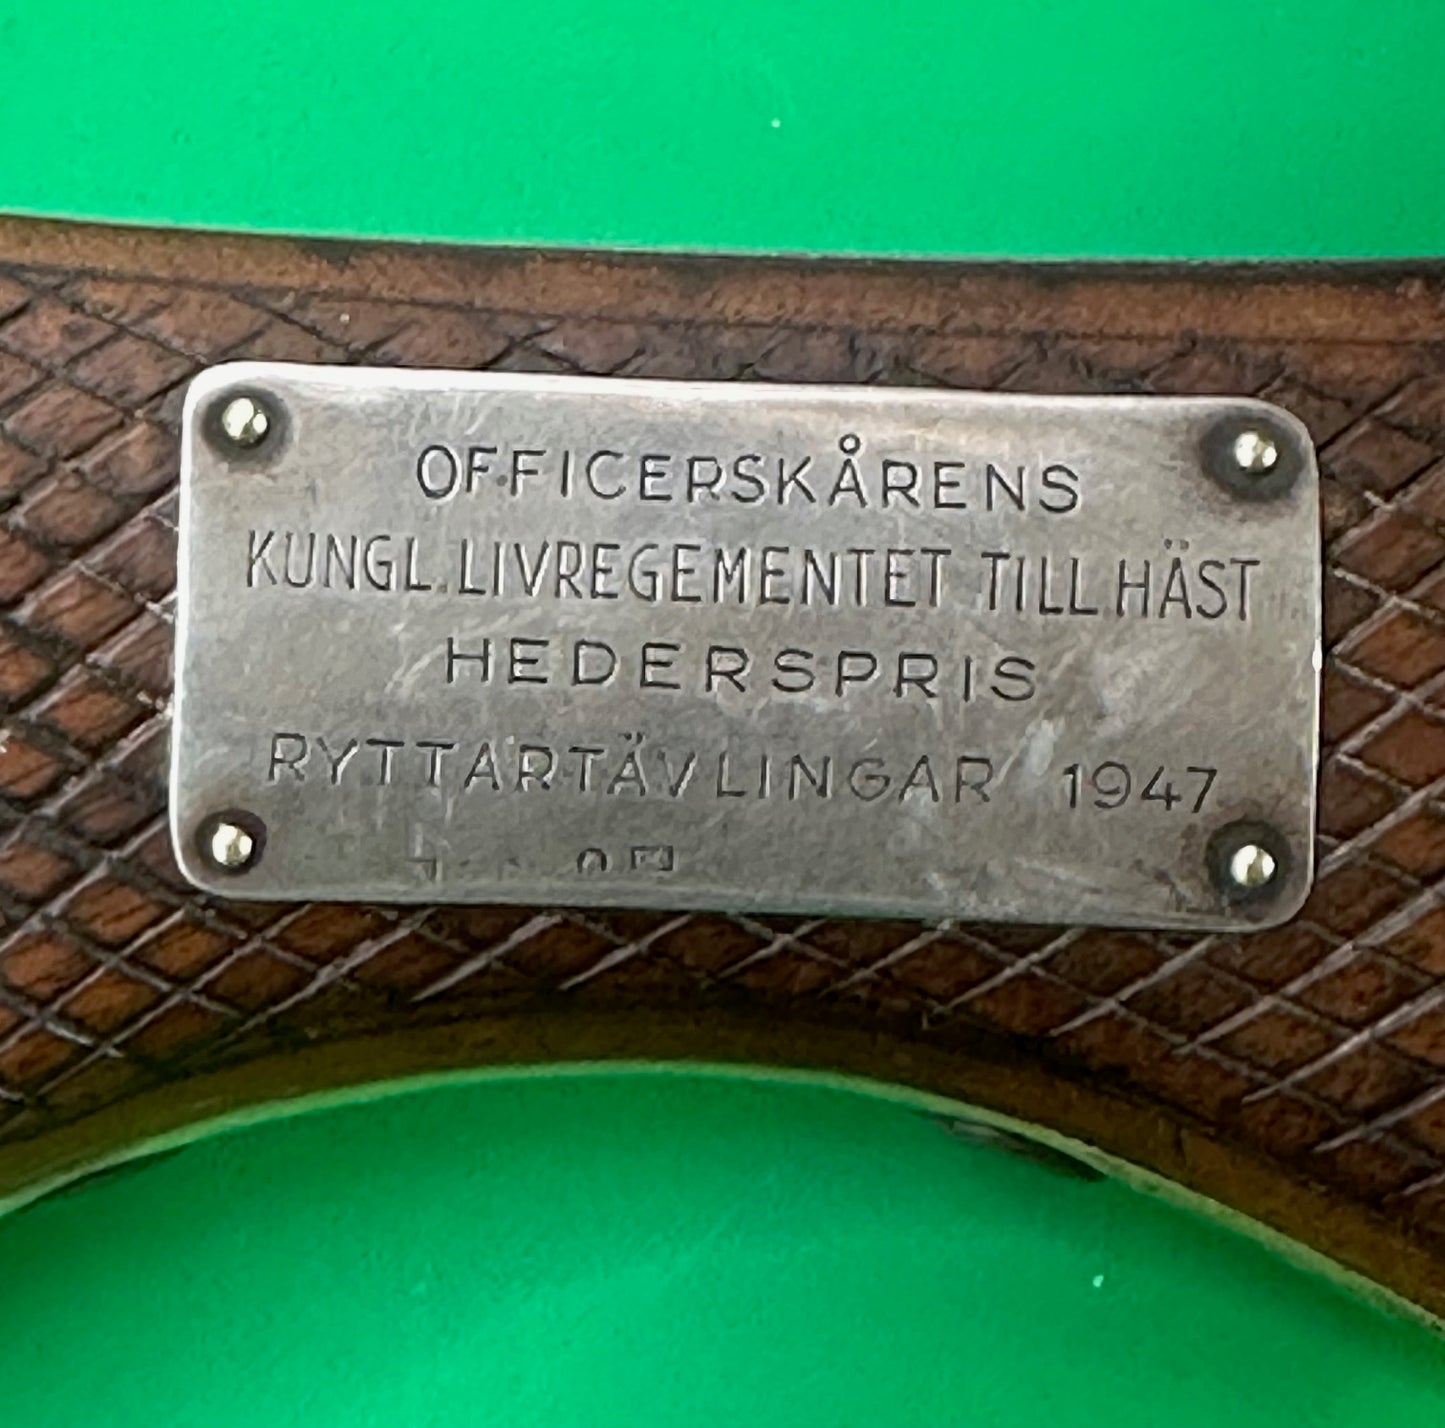 OFFICERSKÅRENS
KUNGL. LIVREGEMENTET TILL HÄST
HEDERSPRIS
RYTTARTÄVLINGAR 1947